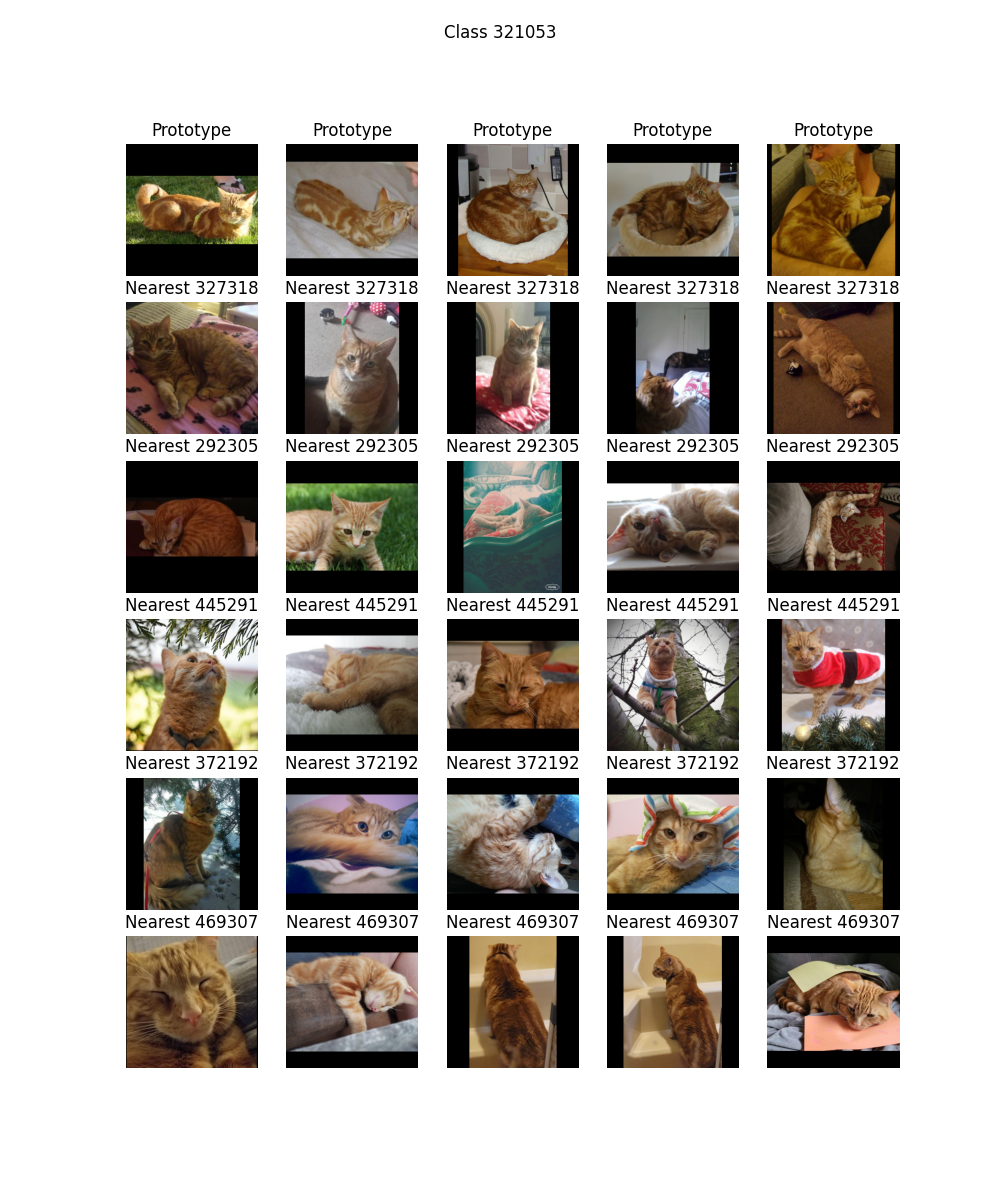 Class 321053
Prototype Prototype Prototype Prototype Prototype
Nearest 327318 Nearest 327318 Nearest 327318 Nearest 327318 Nearest 327318
Nearest 292305 Nearest 292305 Nearest 292305 Nearest 292305 Nearest 292305
Nearest 445291 Nearest 445291 Nearest 445291 Nearest 445291 Nearest 445291
Nearest 372192 Nearest 372192 Nearest 372192 Nearest 372192 Nearest 372192
Nearest 469307 Nearest 469307 Nearest 469307 Nearest 469307 Nearest 469307